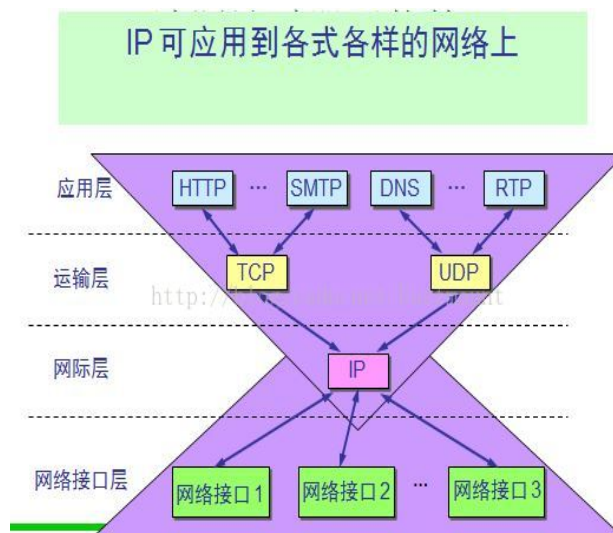 IP可应用到各式各样的网络上
应用层 HTTP … SMTP DNS … RTP
运输层 TCP UDP
网际层 IP
网络接口层 网络接口1 网络接口2 … 网络接口3